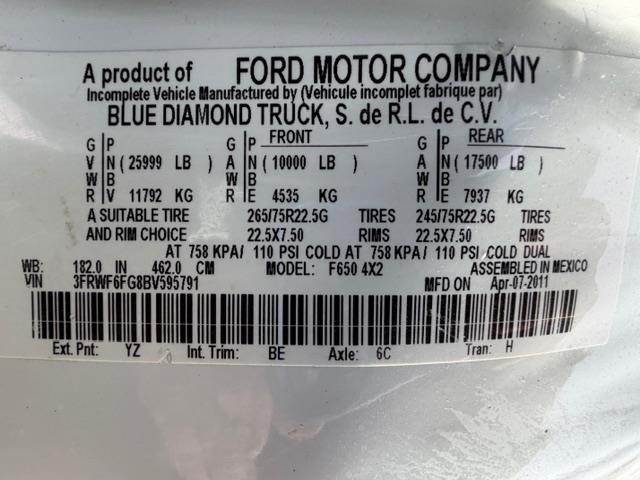 A product of FORD MOTOR COMPANY
Incomplete Vehicle Manufactured by (Vehicule incomplet fabrique par)
BLUE DIAMOND TRUCK, S. de R.L. de C.V.
FRONT REAR
G P G P G P
V N ( 25999 LB ) A N ( 10000 LB ) A N ( 17500 LB )
W B W B W B
R V 11792 KG R E 4535 KG R E 7937 KG
A SUITABLE TIRE 265/75R22.5G TIRES 245/75R22.5G TIRES
AND RIM CHOICE 22.5X7.50 RIMS 22.5X7.50 RIMS
AT 758 KPA/ 110 PSI COLD AT 758 KPA/ 110 PSI COLD DUAL
WB: 182.0 IN 462.0 CM MODEL: F650 4X2 ASSEMBLED IN MEXICO
VIN 3FRWF6FG8BV595791 MFD ON Apr-07-2011
Ext. Pnt: YZ Int. Trim: BE Axle: 6C Tran: H